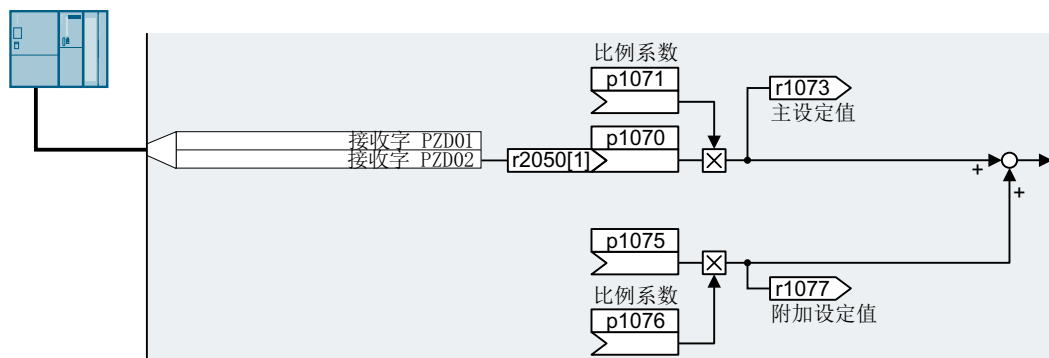 比例系数
p1071
r1073
主设定值
接收字 PZD01
接收字 PZD02
r2050[1]
p1070
+
+
p1075
比例系数
p1076
r1077
附加设定值